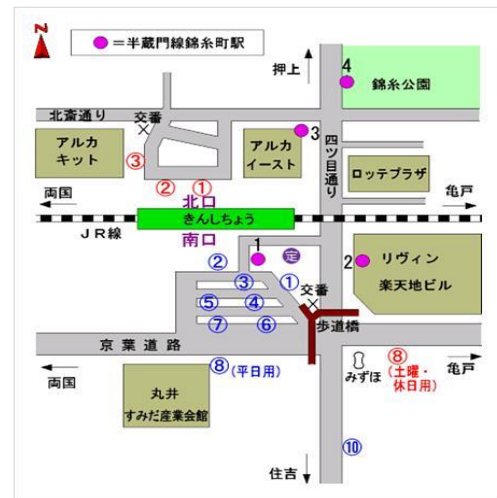 N
＝半蔵門線錦糸町駅
押上
4
錦糸公園
北斎通り
交番
アルカ
キット
③
アルカ
イースト
3
四ツ目通り
ロッテプラザ
②
①
両国
北口
亀戸
きんしちょう
JR線
南口
1
定
②
③
①
交番
2
リヴィン
楽天地ビル
⑤
④
⑦
⑥
歩道橋
京葉道路
⑧(平日用)
みずほ
⑧
(土曜・
休日用)
亀戸
両国
丸井
すみだ産業会館
⑩
住吉